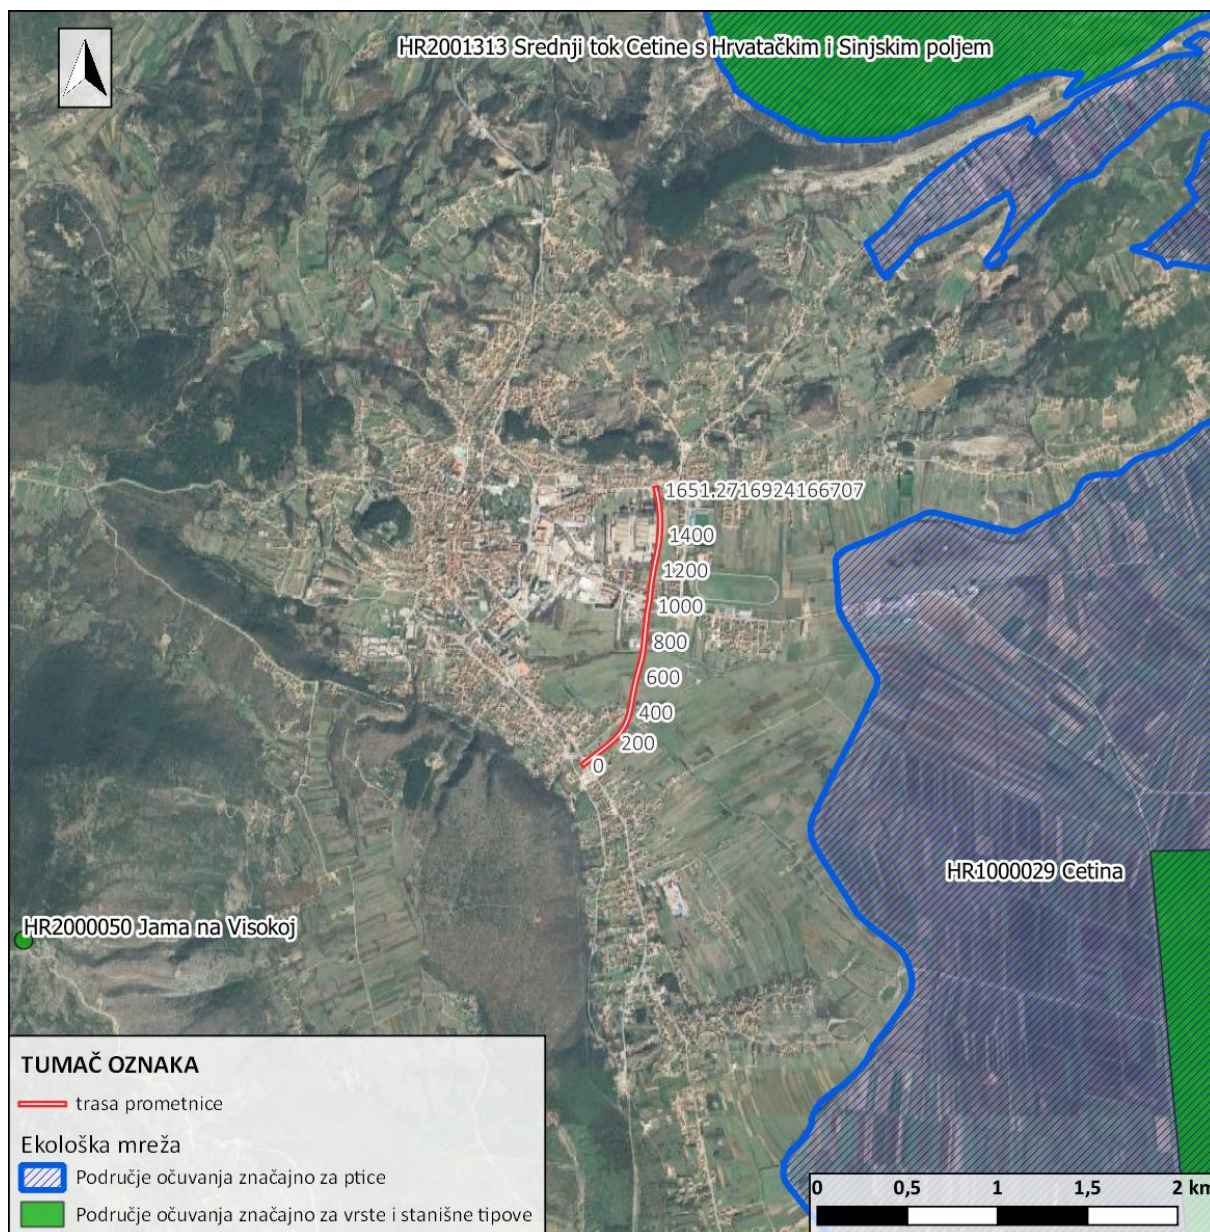 HR2001313 Srednji tok Cetine s Hrvatačkim i Sinjskim poljem
1651.2716924166707
1400
1200
1000
800
600
400
200
0
HR1000029 Cetina
HR2000050 Jama na Visokoj
TUMAČ OZNAKA
trasa prometnice
Ekološka mreža
Područje očuvanja značajno za ptice
Područje očuvanja značajno za vrste i stanišne tipove
0 0,5 1 1,5 2 km